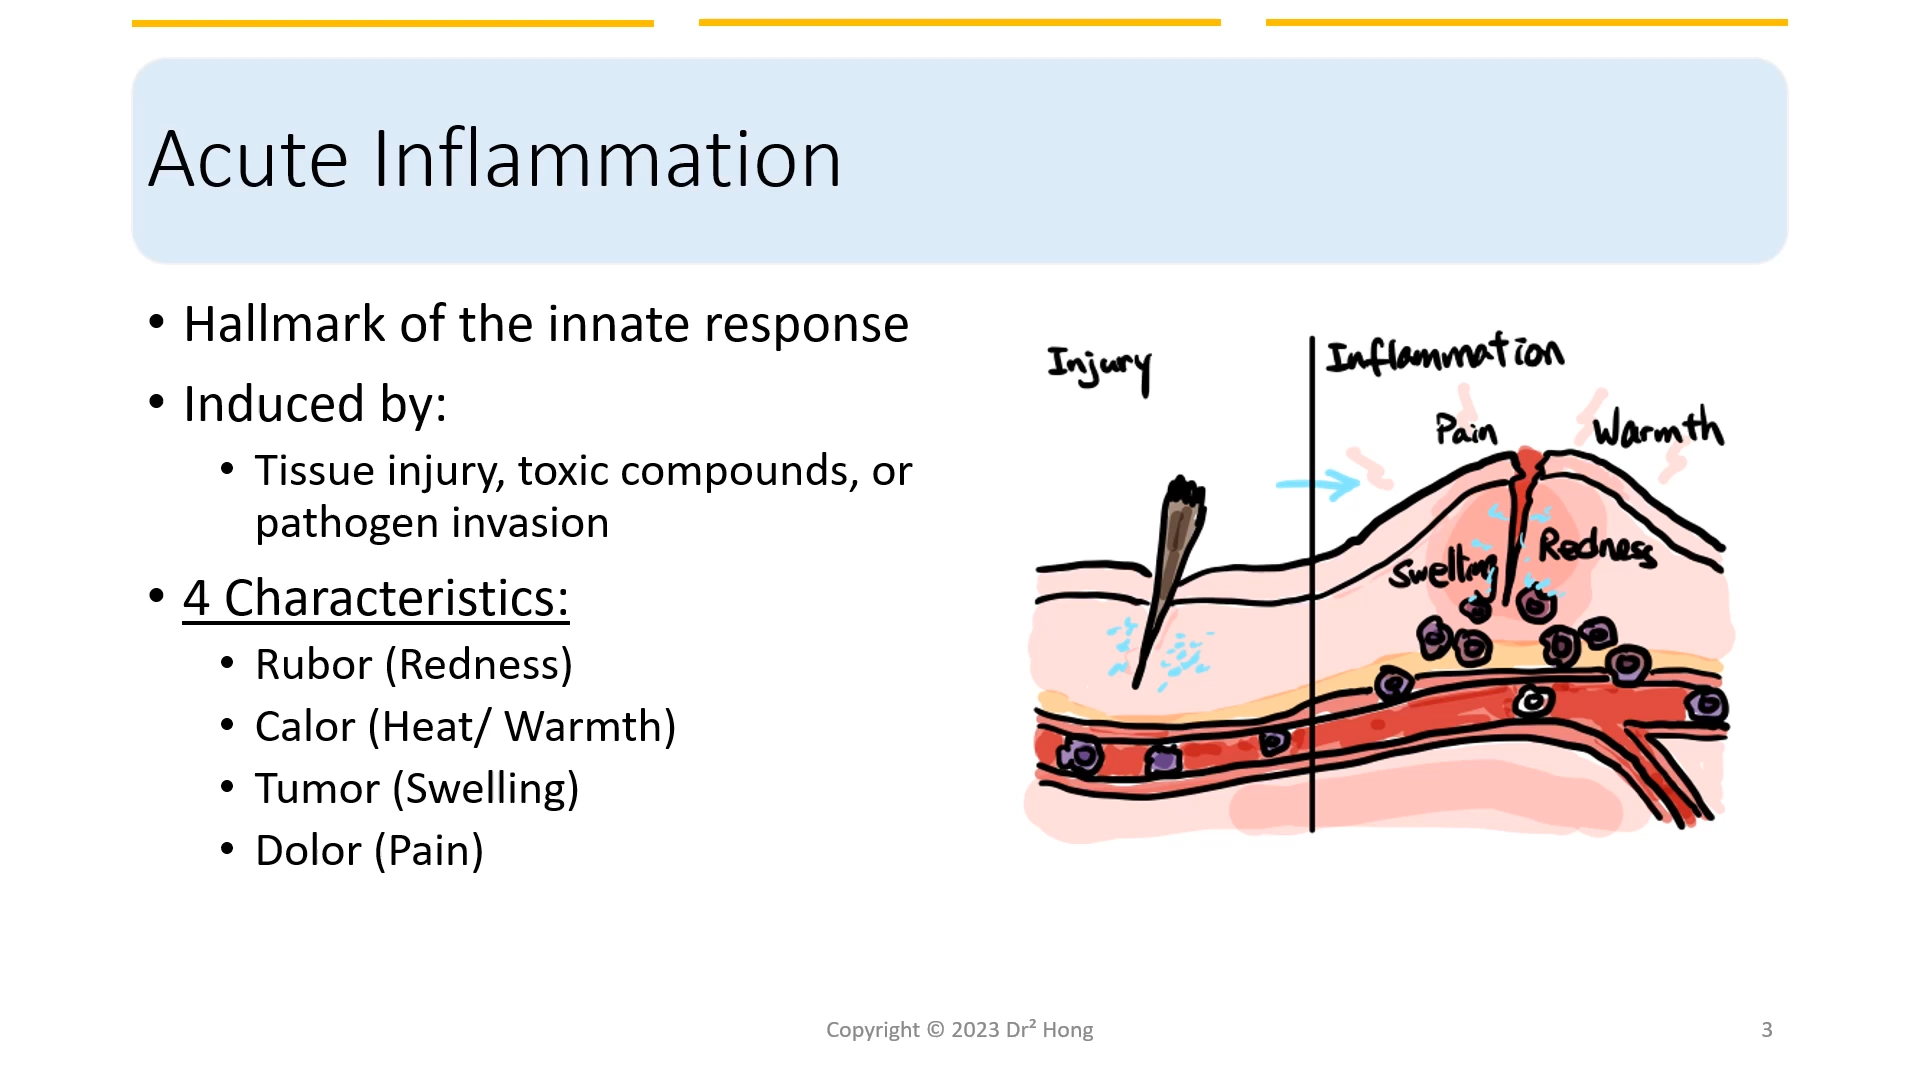 Acute Inflammation
• Hallmark of the innate response
• Induced by:
• Tissue injury, toxic compounds, or
pathogen invasion
• 4 Characteristics:
• Rubor (Redness)
• Calor (Heat/ Warmth)
• Tumor (Swelling)
• Dolor (Pain)
Injury
Inflammation
Pain
Warmth
Swelling
Redness
Copyright © 2023 Dr² Hong
3